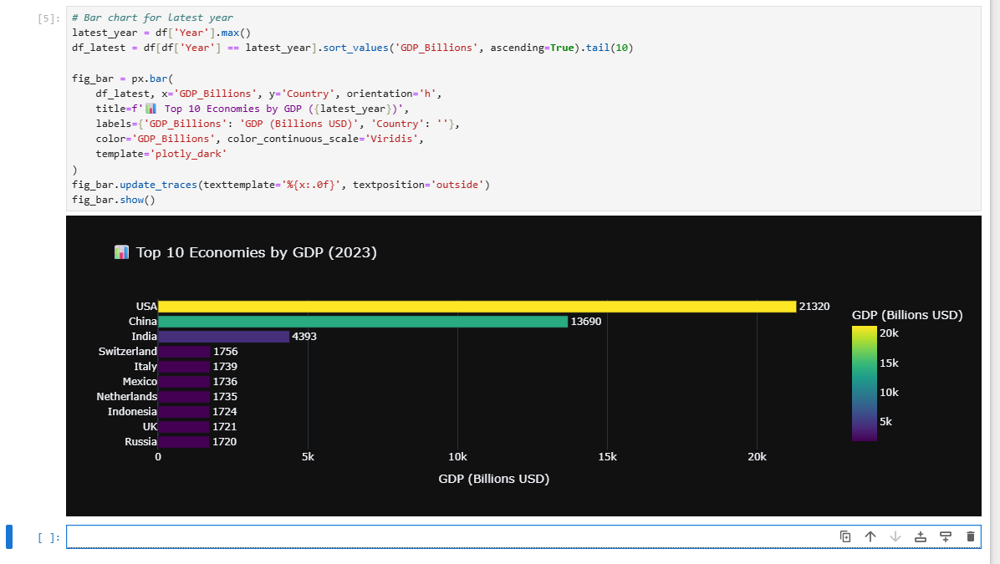 [5]:
# Bar chart for latest year
latest_year = df['Year'].max()
df_latest = df[df['Year'] == latest_year].sort_values('GDP_Billions', ascending=True).tail(10)
fig_bar = px.bar(
    df_latest, x='GDP_Billions', y='Country', orientation='h',
    title=f'📊 Top 10 Economies by GDP ({latest_year})',
    labels={'GDP_Billions': 'GDP (Billions USD)', 'Country': ''},
    color='GDP_Billions', color_continuous_scale='Viridis',
    template='plotly_dark'
)
fig_bar.update_traces(texttemplate='%{x:.0f}', textposition='outside')
fig_bar.show()
📊 Top 10 Economies by GDP (2023)
USA 21320
China 13690
India 4393
Switzerland 1756
Italy 1739
Mexico 1736
Netherlands 1735
Indonesia 1724
UK 1721
Russia 1720
0 5k 10k 15k 20k
GDP (Billions USD)
GDP (Billions USD)
20k
15k
10k
5k
[ ]: